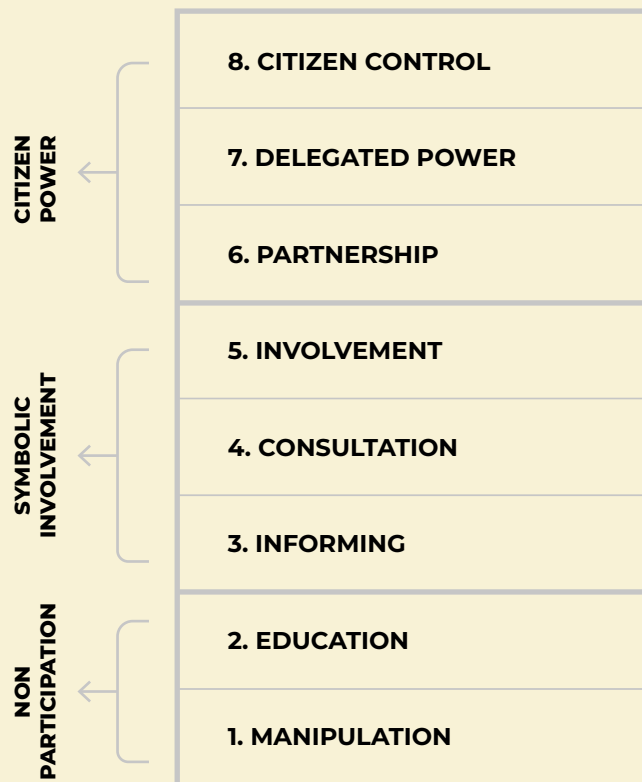 CITIZEN
POWER
8. CITIZEN CONTROL
7. DELEGATED POWER
6. PARTNERSHIP
SYMBOLIC
INVOLVEMENT
5. INVOLVEMENT
4. CONSULTATION
3. INFORMING
NON
PARTICIPATION
2. EDUCATION
1. MANIPULATION